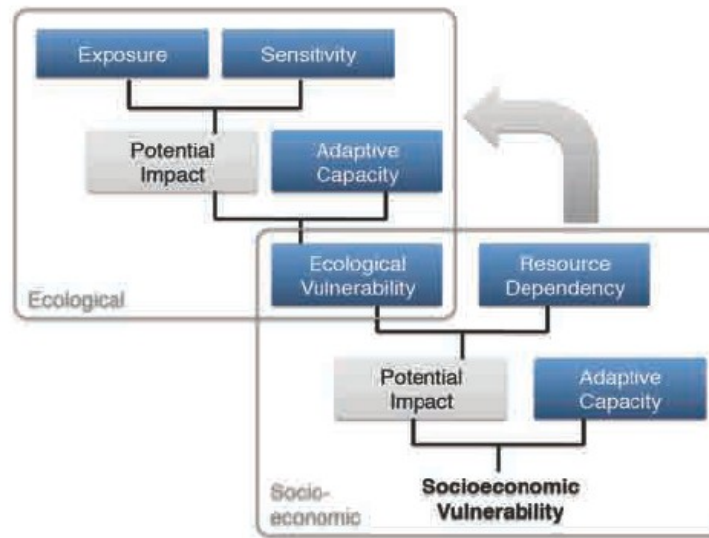 Exposure
Sensitivity
Potential
Impact
Adaptive
Capacity
Ecological
Vulnerability
Resource
Dependency
Ecological
Potential
Impact
Adaptive
Capacity
Socioeconomic
Vulnerability
Socio-
economic